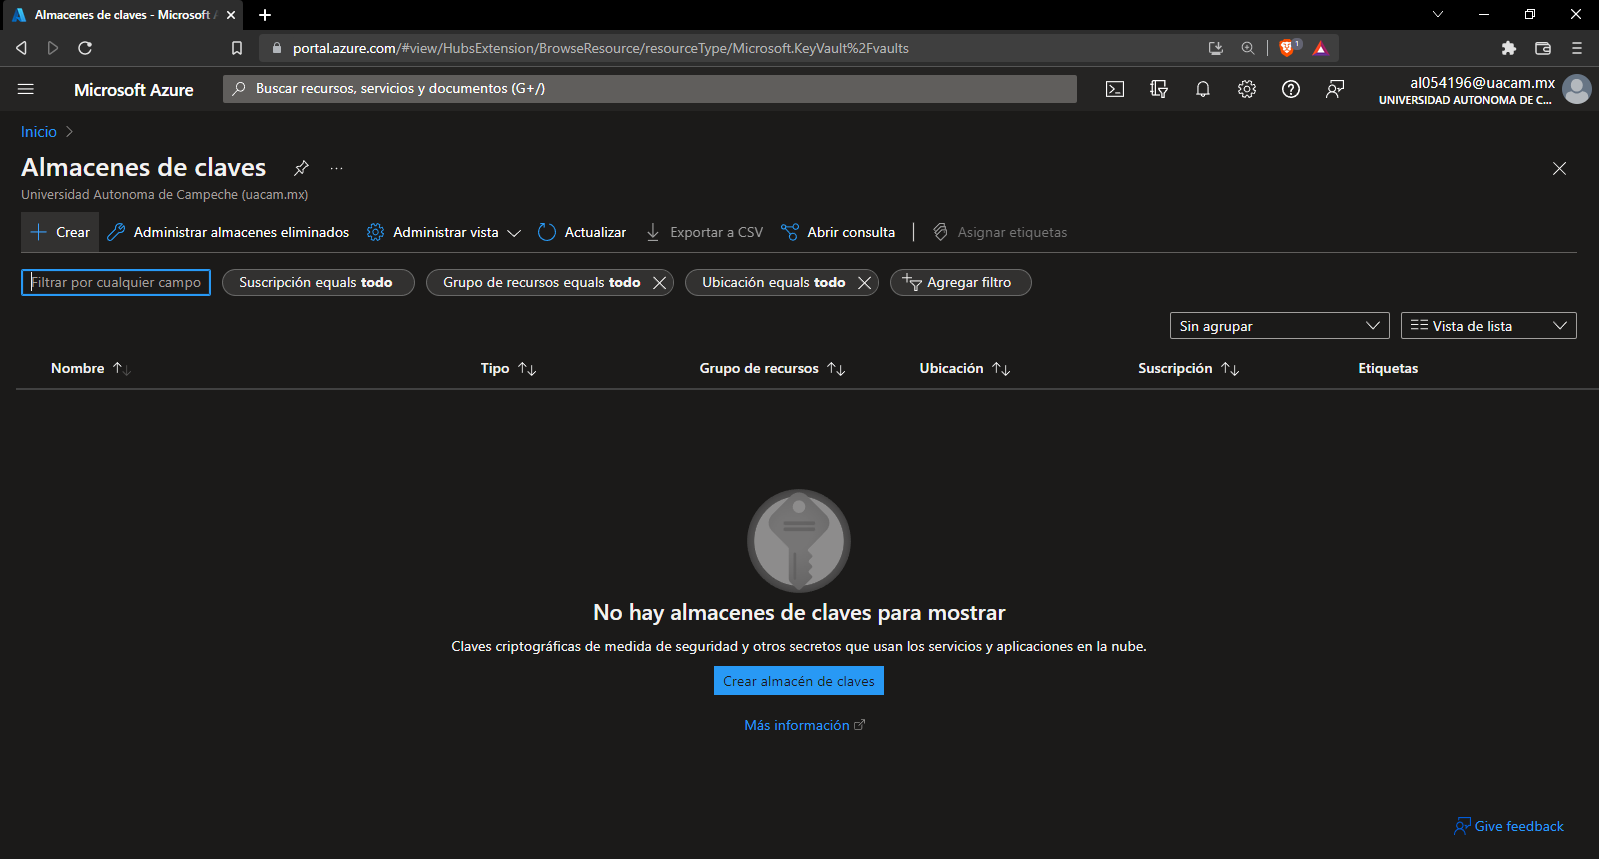 Almacenes de claves - Microsoft A
portal.azure.com/#view/HubsExtension/BrowseResource/resourceType/Microsoft.KeyVault%2Fvaults
1
Microsoft Azure
Buscar recursos, servicios y documentos (G+/)
al054196@uacam.mx
UNIVERSIDAD AUTONOMA DE C...
Inicio
Almacenes de claves
...
Universidad Autonoma de Campeche (uacam.mx)
Crear Administrar almacenes eliminados Administrar vista Actualizar Exportar a CSV Abrir consulta Asignar etiquetas
Filtrar por cualquier campo Suscripción equals todo Grupo de recursos equals todo Ubicación equals todo Agregar filtro
Sin agrupar Vista de lista
Nombre Tipo Grupo de recursos Ubicación Suscripción Etiquetas
No hay almacenes de claves para mostrar
Claves criptográficas de medida de seguridad y otros secretos que usan los servicios y aplicaciones en la nube.
Crear almacén de claves
Más información
Give feedback